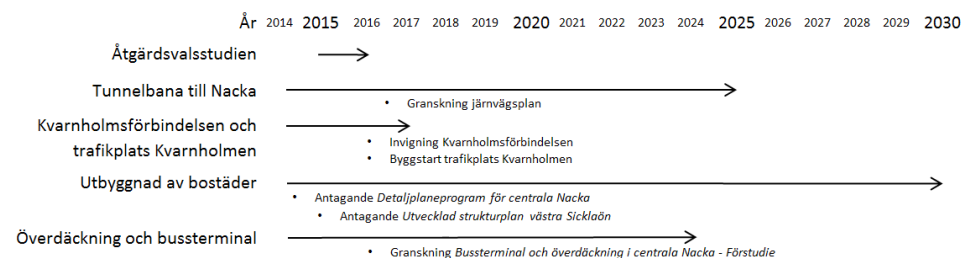 År 2014 2015 2016 2017 2018 2019 2020 2021 2022 2023 2024 2025 2026 2027 2028 2029 2030
Åtgärdsvalsstudien
Tunnelbana till Nacka
• Granskning järnvägsplan
Kvarnholmsförbindelsen och
trafikplats Kvarnholmen
• Invigning Kvarnholmsförbindelsen
• Byggstart trafikplats Kvarnholmen
Utbyggnad av bostäder
• Antagande Detaljplaneprogram för centrala Nacka
• Antagande Utvecklad strukturplan västra Sicklaön
Överdäckning och bussterminal
• Granskning Bussterminal och överdäckning i centrala Nacka - Förstudie